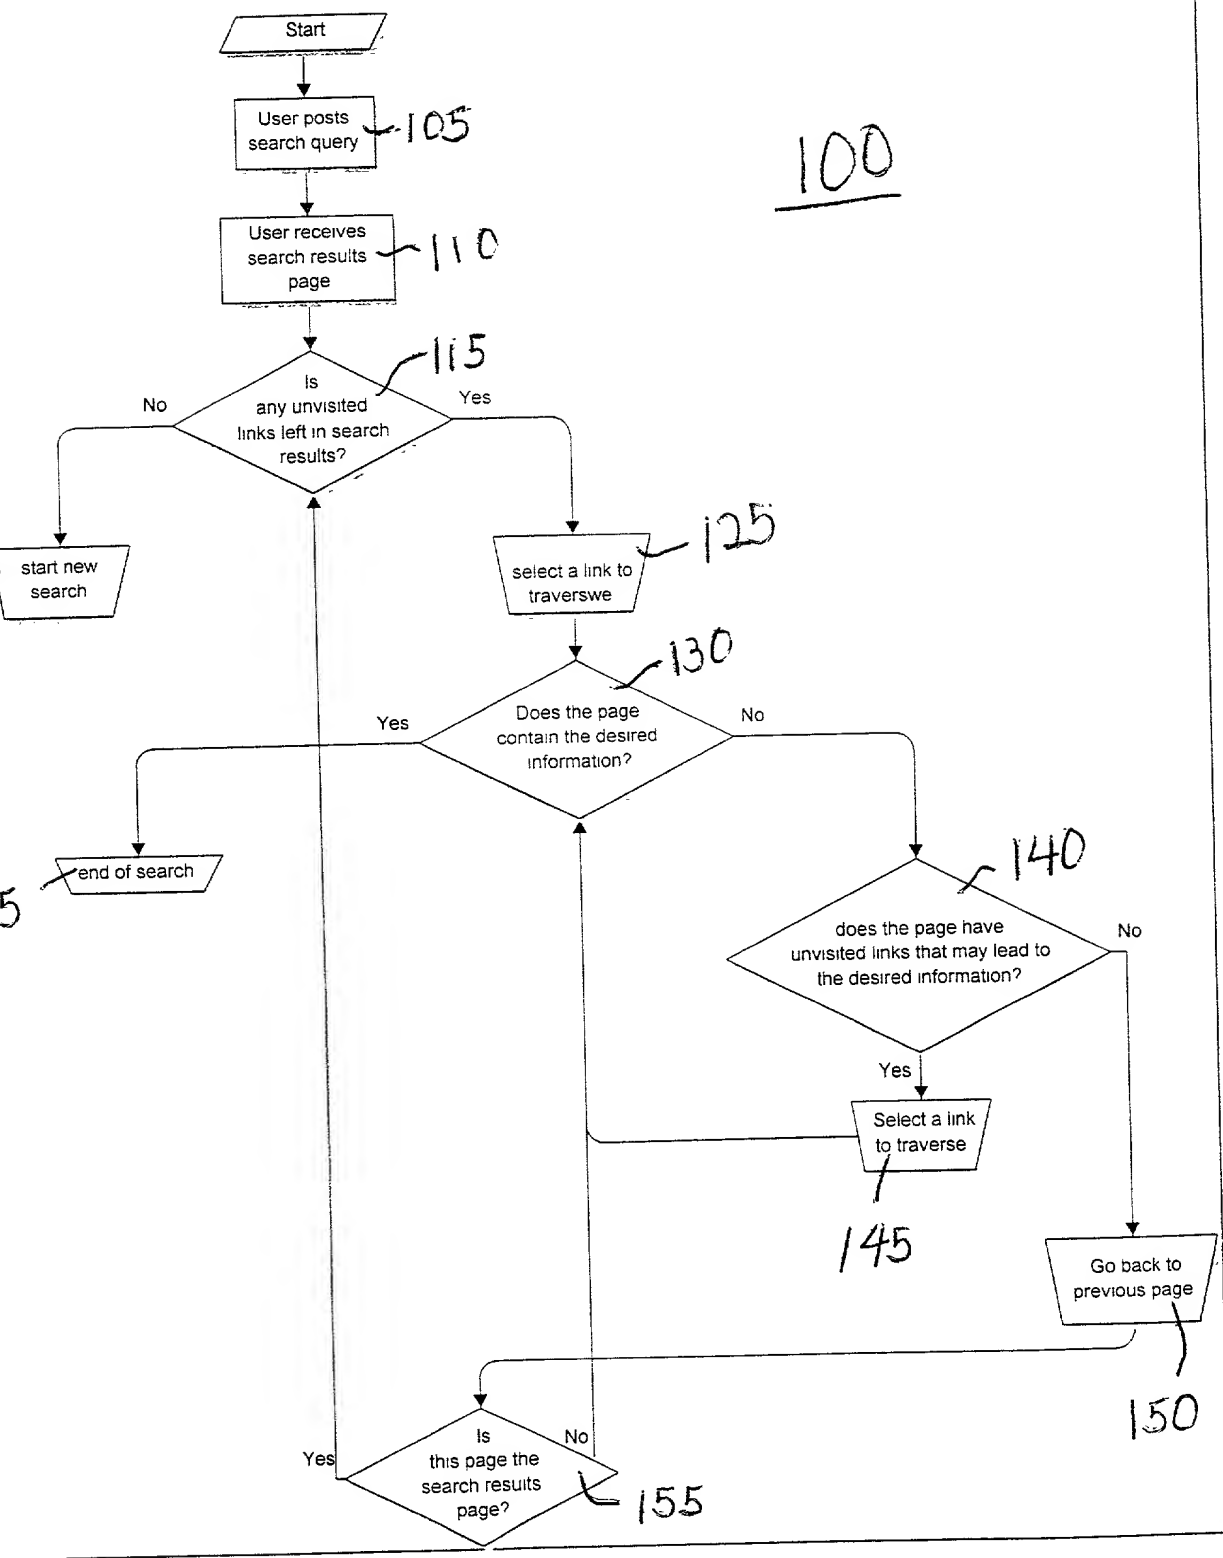 Start
User posts
search query
105
100
User receives
search results
page
110
115
Is
any unvisited
links left in search
results?
No
Yes
125
start new
search
select a link to
traverswe
130
Does the page
contain the desired
information?
Yes
No
140
end of search
5
does the page have
unvisited links that may lead to
the desired information?
No
Yes
Select a link
to traverse
145
Go back to
previous page
150
Is
this page the
search results
page?
No
Yes
155